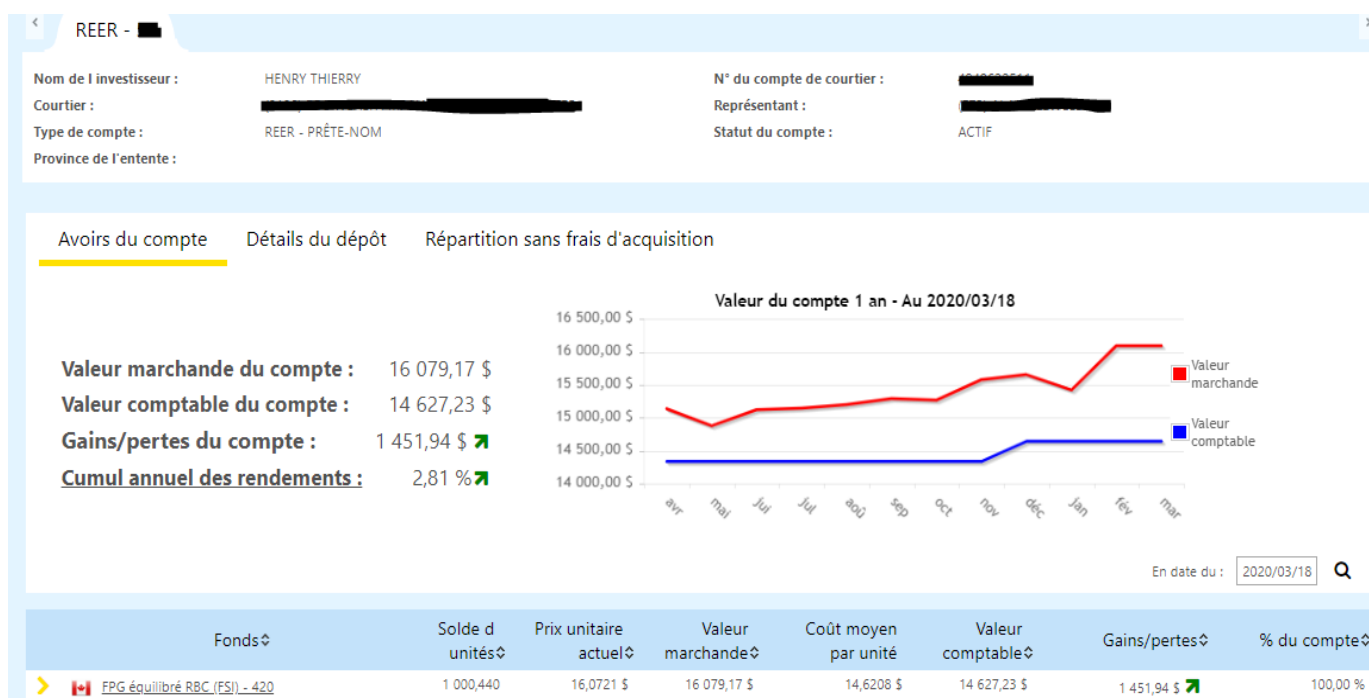 REER -
Nom de l investisseur : HENRY THIERRY N° du compte de courtier :
Courtier : Représentant :
Type de compte : REER - PRÊTE-NOM Statut du compte : ACTIF
Province de l'entente :
Avoirs du compte Détails du dépôt Répartition sans frais d'acquisition
Valeur du compte 1 an - Au 2020/03/18
16 500,00 $
16 000,00 $
15 500,00 $
15 000,00 $
14 500,00 $
14 000,00 $
avr mai jui jul aoû sep oct nov déc jan fév mar
Valeur
marchande
Valeur
comptable
Valeur marchande du compte : 16 079,17 $
Valeur comptable du compte : 14 627,23 $
Gains/pertes du compte : 1 451,94 $
Cumul annuel des rendements : 2,81 %
En date du : 2020/03/18
Fonds Solde d unités Prix unitaire actuel Valeur marchande Coût moyen par unité Valeur comptable Gains/pertes % du compte
FPG équilibré RBC (FSI) - 420 1 000,440 16,0721 $ 16 079,17 $ 14,6208 $ 14 627,23 $ 1 451,94 $ 100,00 %